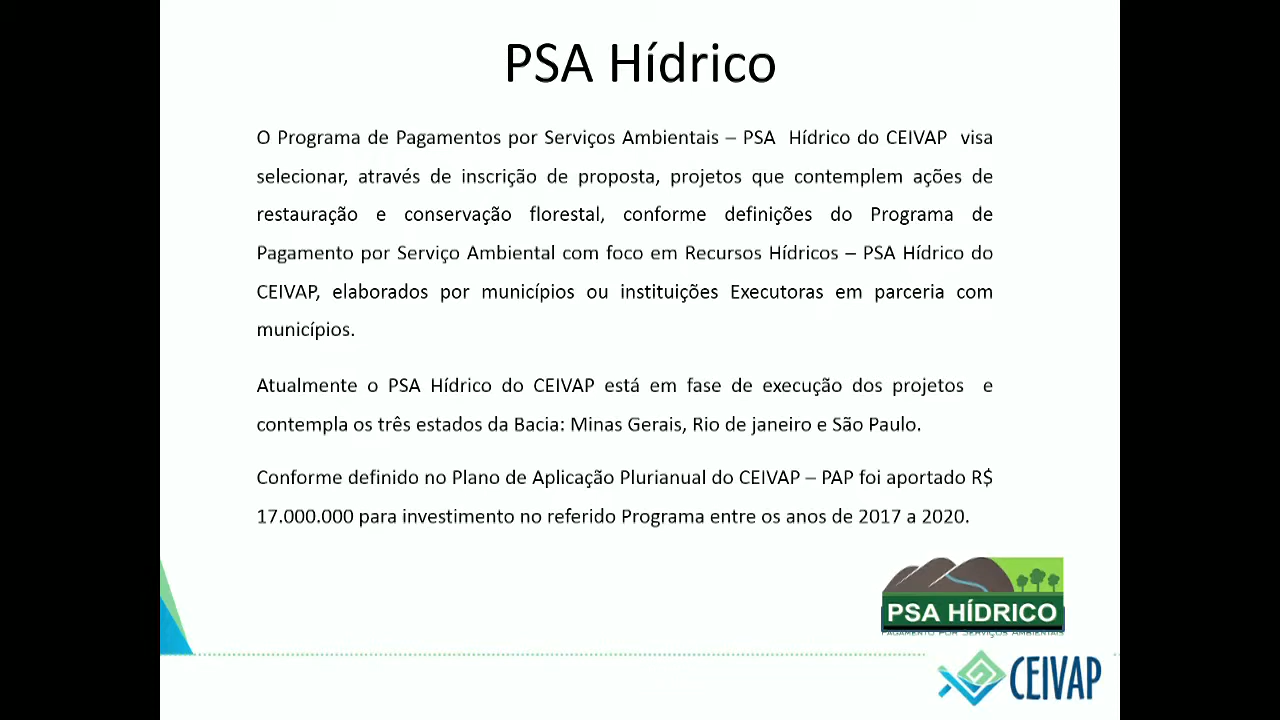 PSA Hídrico
O Programa de Pagamentos por Serviços Ambientais – PSA Hídrico do CEIVAP visa
selecionar, através de inscrição de proposta, projetos que contemplem ações de
restauração e conservação florestal, conforme definições do Programa de
Pagamento por Serviço Ambiental com foco em Recursos Hídricos – PSA Hídrico do
CEIVAP, elaborados por municípios ou instituições Executoras em parceria com
municípios.
Atualmente o PSA Hídrico do CEIVAP está em fase de execução dos projetos e
contempla os três estados da Bacia: Minas Gerais, Rio de janeiro e São Paulo.
Conforme definido no Plano de Aplicação Plurianual do CEIVAP – PAP foi aportado R$
17.000.000 para investimento no referido Programa entre os anos de 2017 a 2020.
PSA HÍDRICO
PAGAMENTO POR SERVIÇOS AMBIENTAIS
CEIVAP